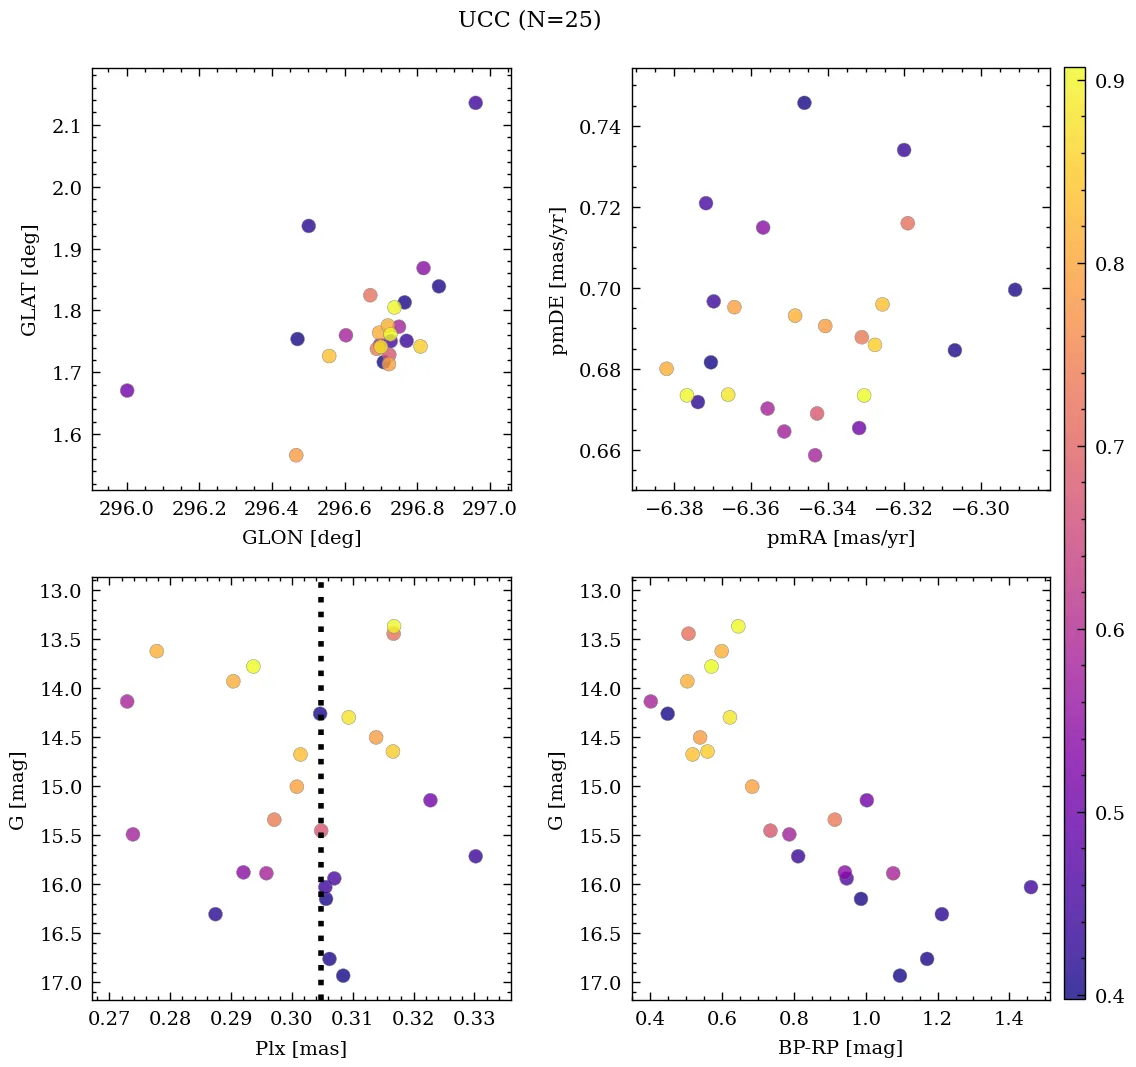 UCC (N=25)
2.1
2.0
1.9
1.8
1.7
1.6
GLAT [deg]
296.0 296.2 296.4 296.6 296.8 297.0
GLON [deg]
0.74
0.72
0.70
0.68
0.66
pmDE [mas/yr]
−6.38 −6.36 −6.34 −6.32 −6.30
pmRA [mas/yr]
0.9
0.8
0.7
0.6
0.5
0.4
13.0
13.5
14.0
14.5
15.0
15.5
16.0
16.5
17.0
G [mag]
0.27 0.28 0.29 0.30 0.31 0.32 0.33
Plx [mas]
13.0
13.5
14.0
14.5
15.0
15.5
16.0
16.5
17.0
G [mag]
0.4 0.6 0.8 1.0 1.2 1.4
BP-RP [mag]